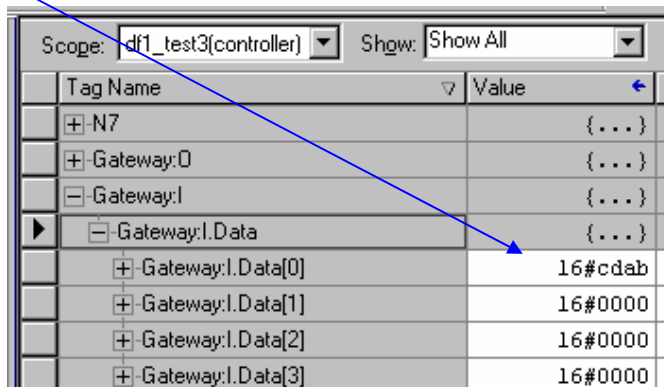 Scope: df1_test3(controller) Show: Show All
Tag Name Value
N7 {...}
Gateway:O {...}
Gateway:I {...}
Gateway:I.Data {...}
Gateway:I.Data[0] 16#cdab
Gateway:I.Data[1] 16#0000
Gateway:I.Data[2] 16#0000
Gateway:I.Data[3] 16#0000